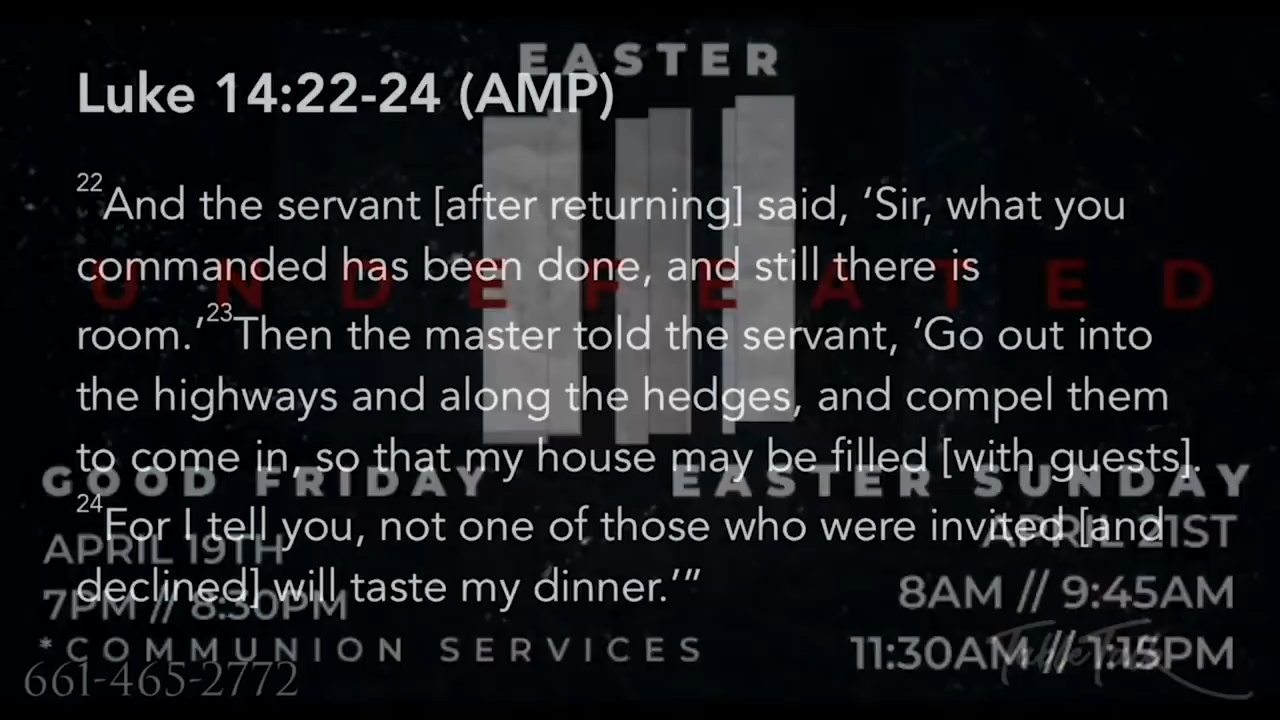 EASTER
Luke 14:22-24 (AMP)
22And the servant [after returning] said, ‘Sir, what you
commanded has been done, and still there is
UNDEFEATED
room.’23Then the master told the servant, ‘Go out into
the highways and along the hedges, and compel them
to come in, so that my house may be filled [with guests].
GOOD FRIDAY EASTER SUNDAY
24For I tell you, not one of those who were invited [and
APRIL 19TH APRIL 21ST
declined] will taste my dinner.’”
7PM // 8:30PM 8AM // 9:45AM
*COMMUNION SERVICES 11:30AM // 1:15PM
Table Talk
661-465-2772